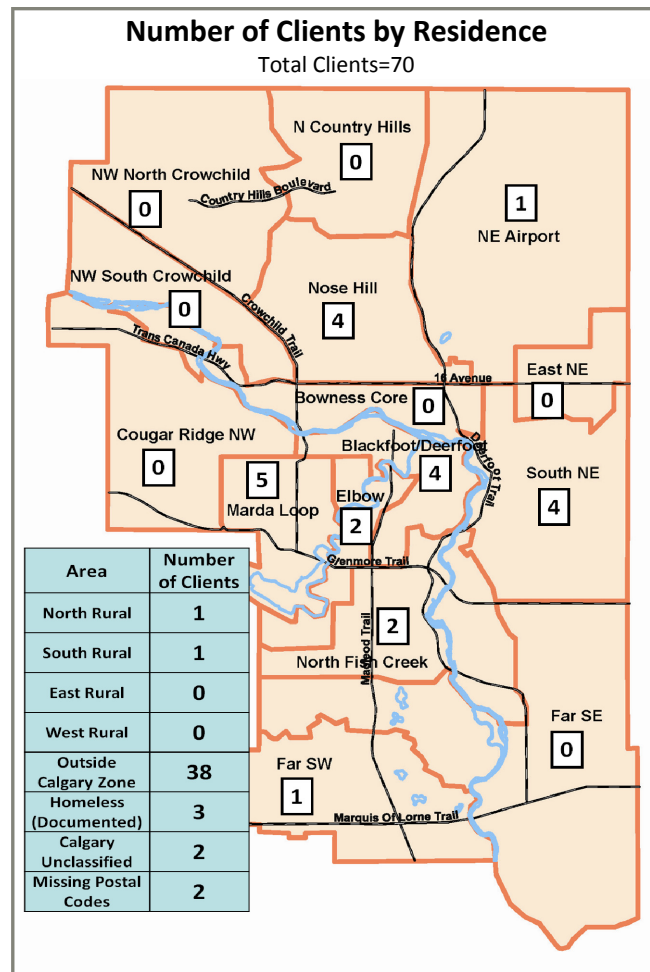 Number of Clients by Residence
Total Clients=70
N Country Hills
0
NW North Crowchild
0
Country Hills Boulevard
1
NE Airport
NW South Crowchild
0
Nose Hill
4
Crowchild Trail
Trans Canada Hwy
16 Avenue
East NE
0
Bowness Core
0
Cougar Ridge NW
0
Blackfoot/Deerfoot
4
Deerfoot Trail
South NE
4
5
Marda Loop
Elbow
2
Glenmore Trail
2
North Fish Creek
Macleod Trail
Far SE
0
Far SW
1
Marquis Of Lorne Trail
Area Number of Clients
North Rural 1
South Rural 1
East Rural 0
West Rural 0
Outside Calgary Zone 38
Homeless (Documented) 3
Calgary Unclassified 2
Missing Postal Codes 2